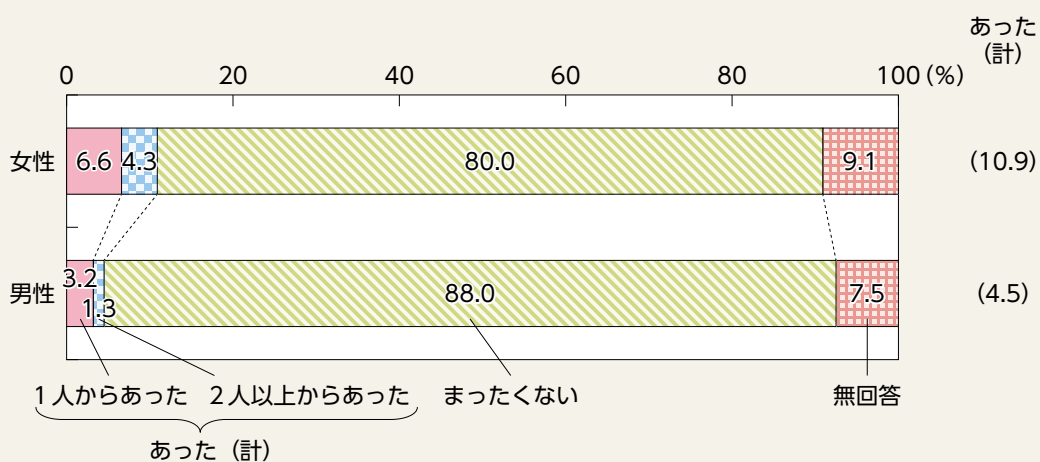 あった
（計）
0 20 40 60 80 100 (%)
女性 6.6 4.3 80.0 9.1 (10.9)
男性 3.2 1.3 88.0 7.5 (4.5)
1人からあった 2人以上からあった まったくない 無回答
あった（計）